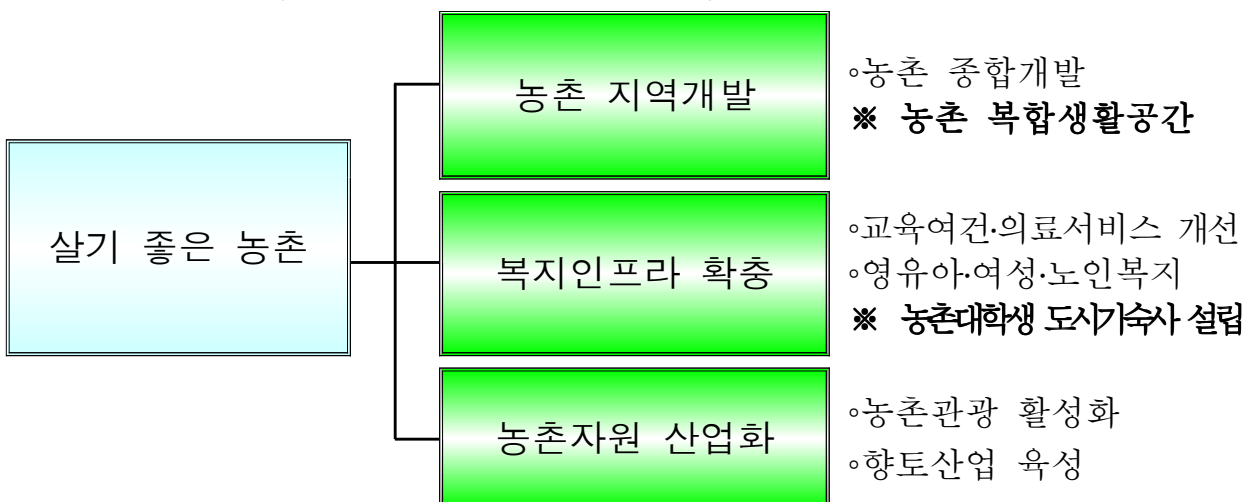 농촌 지역개발
◦농촌 종합개발
※ 농촌 복합생활공간
살기 좋은 농촌
복지인프라 확충
◦교육여건·의료서비스 개선
◦영유아·여성·노인복지
※ 농촌대학생 도시기숙사 설립
농촌자원 산업화
◦농촌관광 활성화
◦향토산업 육성